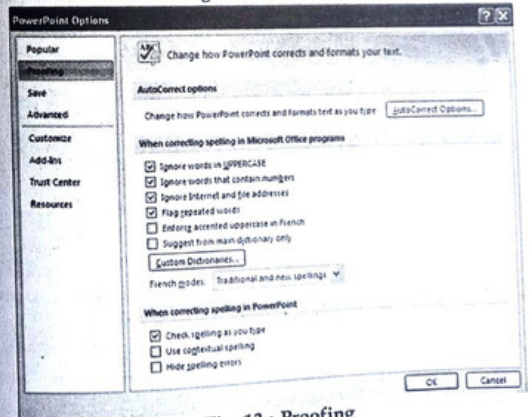 PowerPoint Options
Popular
Proofing
Save
Advanced
Customize
Add-Ins
Trust Center
Resources
ABC
Change how PowerPoint corrects and formats your text.
AutoCorrect options
Change how PowerPoint corrects and formats text as you type
AutoCorrect Options...
When correcting spelling in Microsoft Office programs
Ignore words in UPPERCASE
Ignore words that contain numbers
Ignore Internet and file addresses
Flag repeated words
Enforce accented uppercase in French
Suggest from main dictionary only
Custom Dictionaries...
French modes: Traditional and new spellings
When correcting spelling in PowerPoint
Check spelling as you type
Use contextual spelling
Hide spelling errors
OK
Cancel
12 : Proofing